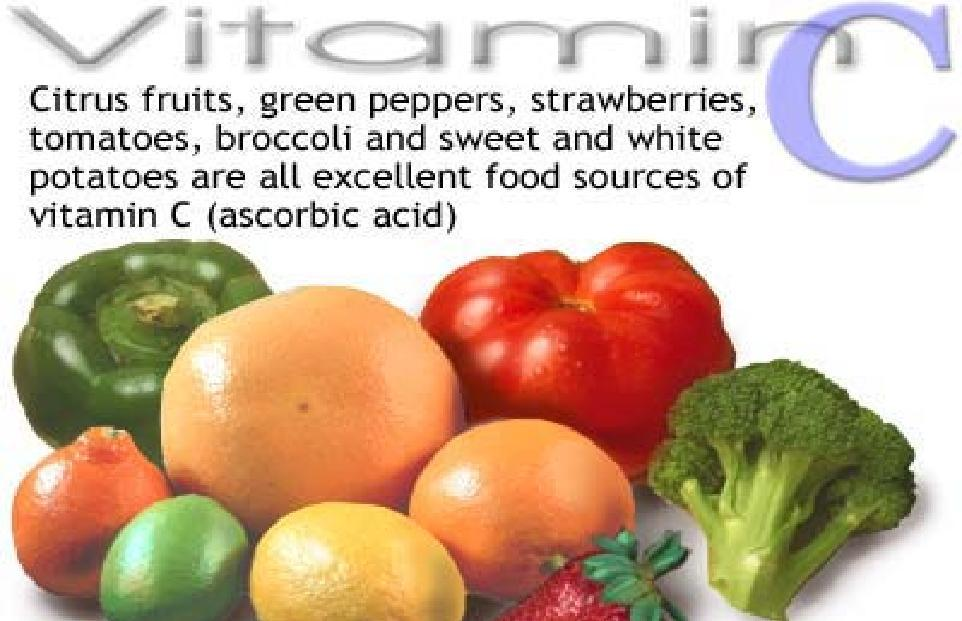 Vitamin C
Citrus fruits, green peppers, strawberries,
tomatoes, broccoli and sweet and white
potatoes are all excellent food sources of
vitamin C (ascorbic acid)